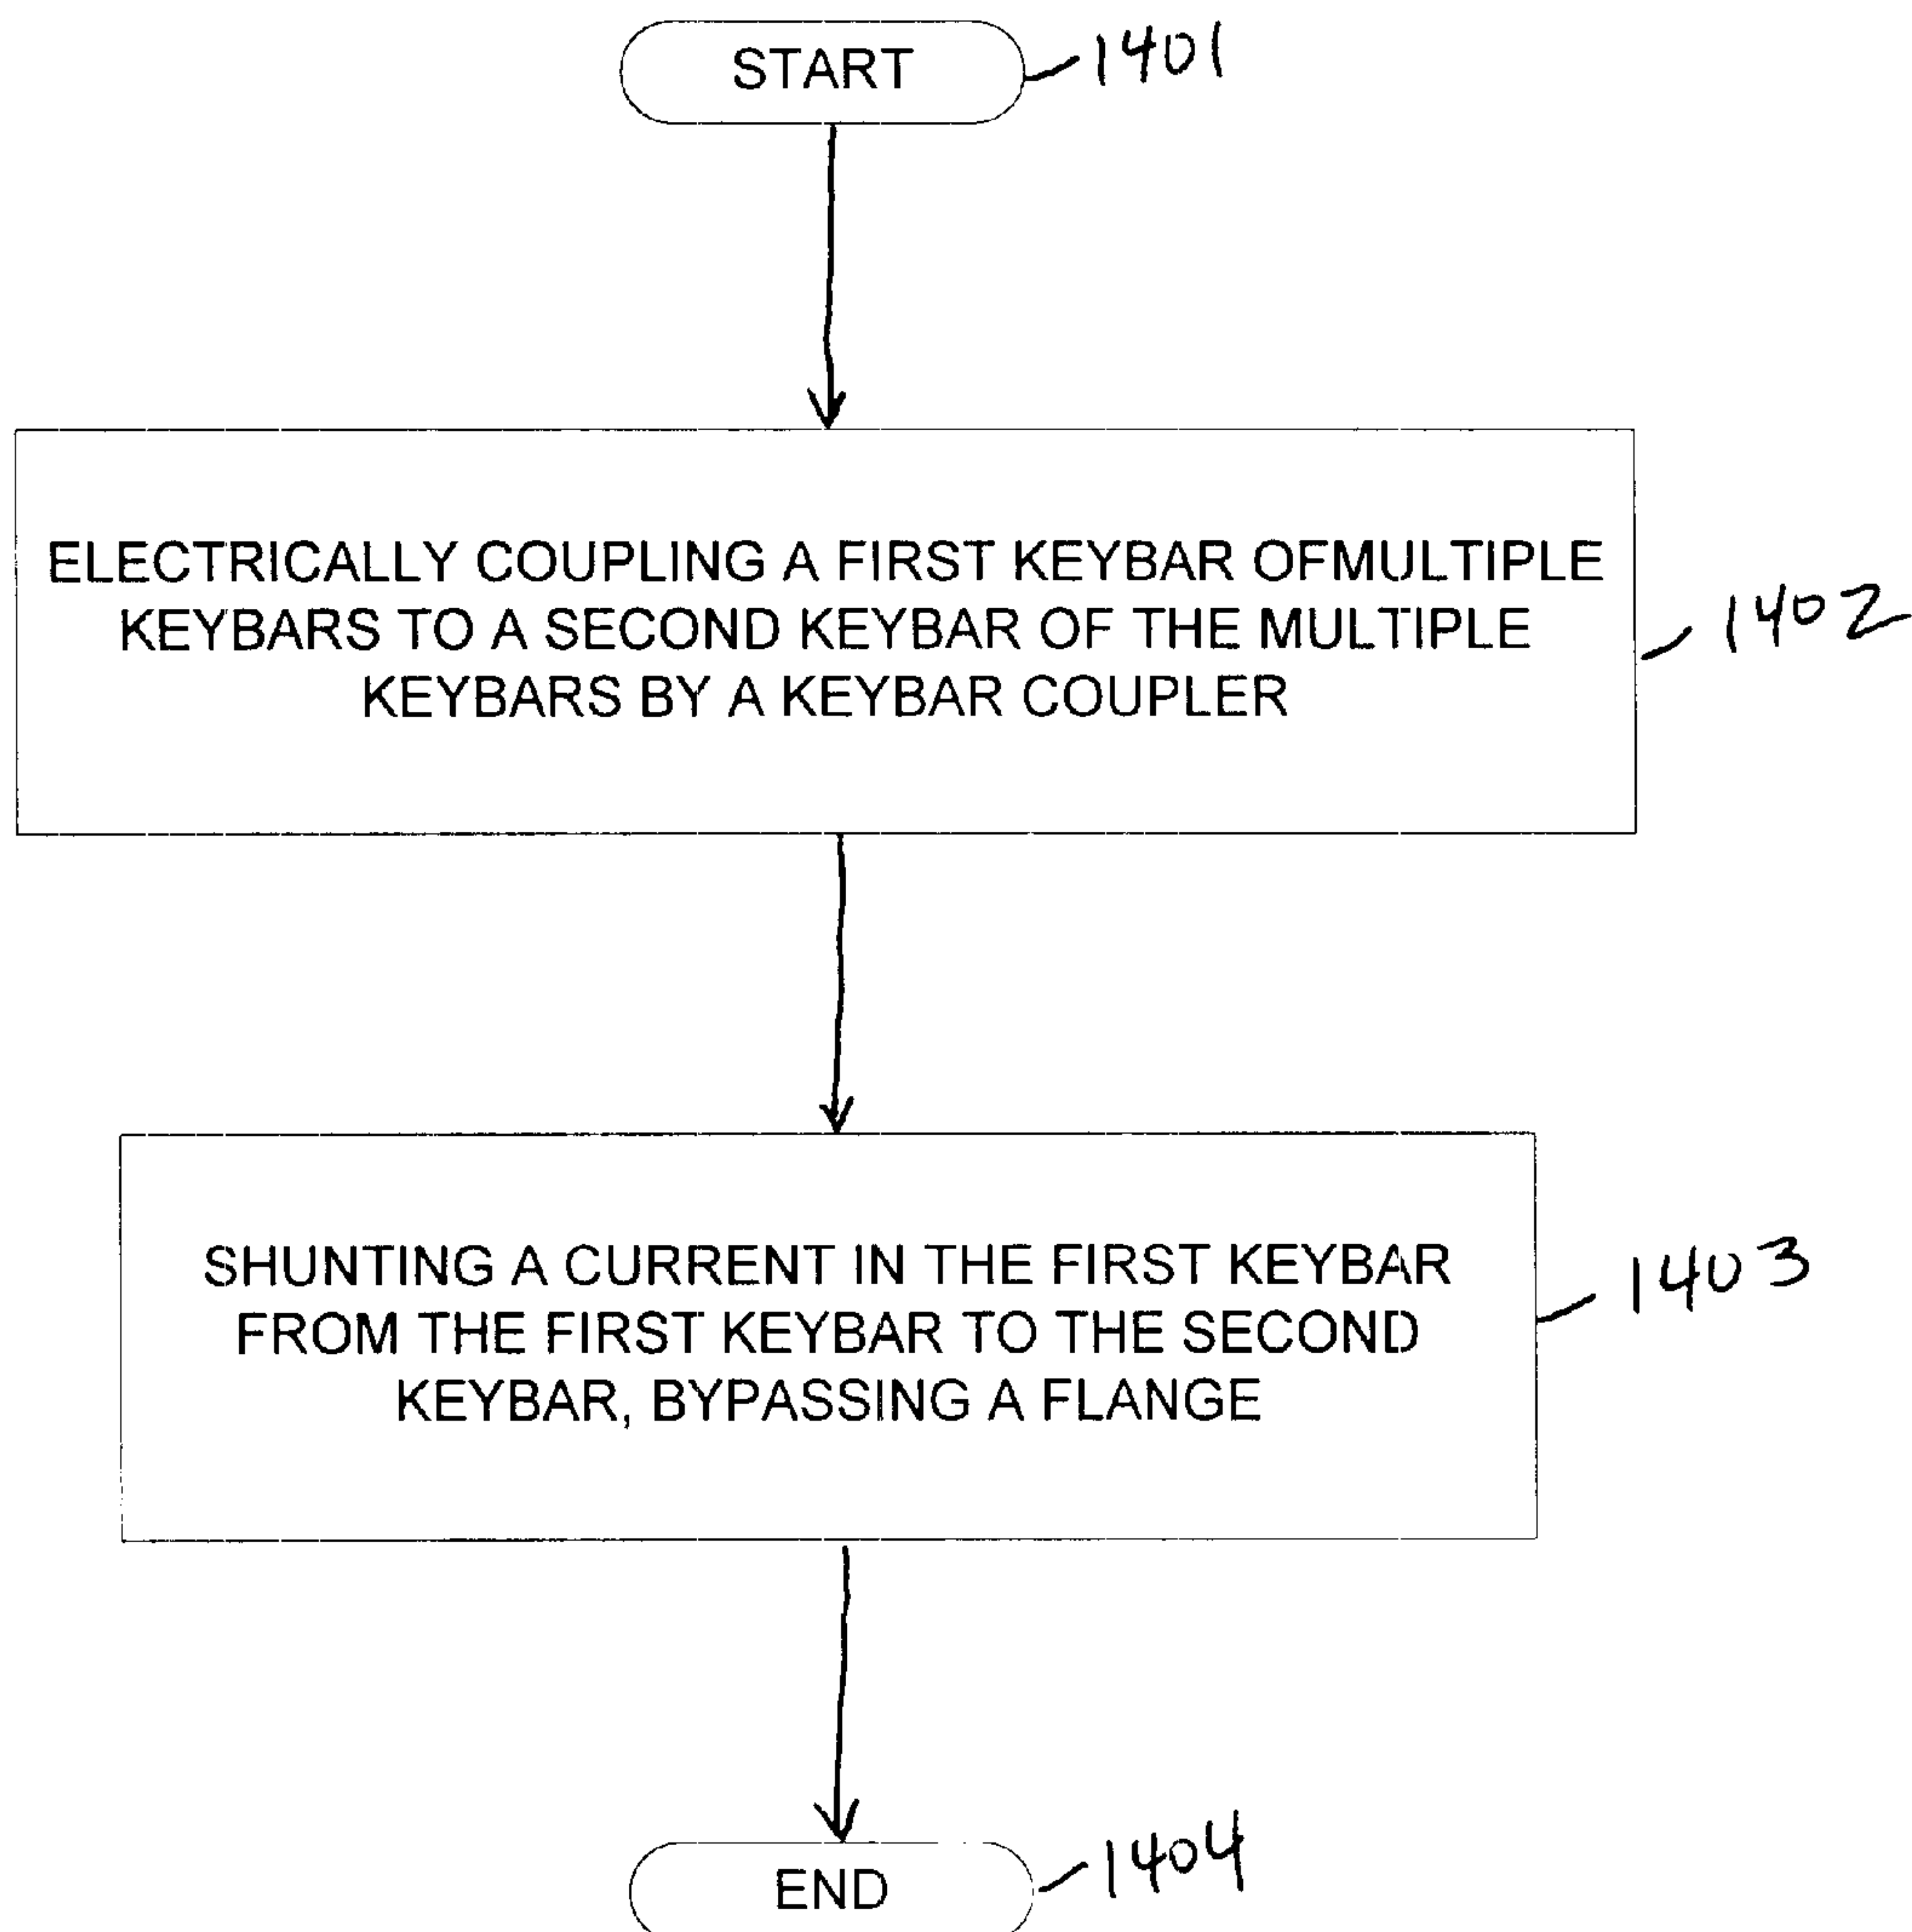 START
1401
ELECTRICALLY COUPLING A FIRST KEYBAR OFMULTIPLE
KEYBARS TO A SECOND KEYBAR OF THE MULTIPLE
KEYBARS BY A KEYBAR COUPLER
1402
SHUNTING A CURRENT IN THE FIRST KEYBAR
FROM THE FIRST KEYBAR TO THE SECOND
KEYBAR, BYPASSING A FLANGE
1403
END
1404